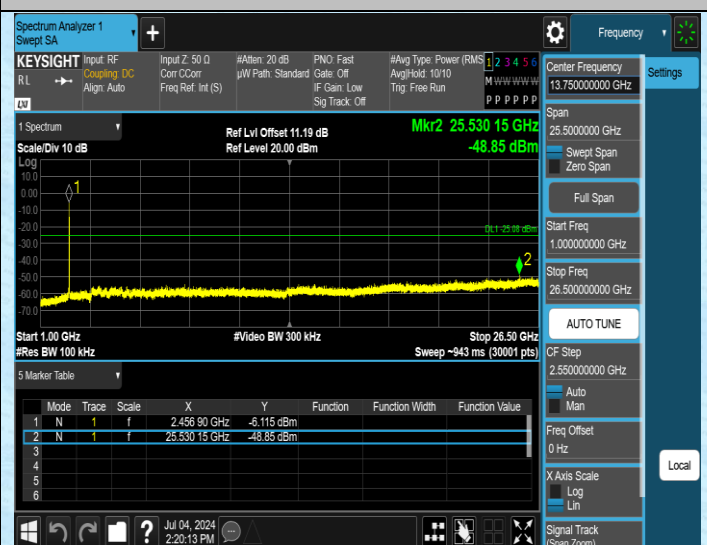 Spectrum Analyzer 1
Swept SA
Frequency
KEYSIGHT
RL
LXI
Input: RF
Coupling: DC
Align: Auto
Input Z: 50 Ω
Corr CCorr
Freq Ref: Int (S)
#Atten: 20 dB
µW Path: Standard
PNO: Fast
Gate: Off
IF Gain: Low
Sig Track: Off
#Avg Type: Power (RMS
Avg|Hold: 10/10
Trig: Free Run
1 2 3 4 5 6
M W W W W W
P P P P P P
Center Frequency
13.750000000 GHz
Settings
Span
25.5000000 GHz
Swept Span
Zero Span
Full Span
Start Freq
1.000000000 GHz
Stop Freq
26.500000000 GHz
AUTO TUNE
CF Step
2.550000000 GHz
Auto
Man
Freq Offset
0 Hz
X Axis Scale
Log
Lin
Signal Track
(Span Zoom)
Local
1 Spectrum
Scale/Div 10 dB
Ref Lvl Offset 11.19 dB
Ref Level 20.00 dBm
Mkr2 25.530 15 GHz
-48.85 dBm
Log
10.0
0.00
-10.0
-20.0
-30.0
-40.0
-50.0
-60.0
-70.0
1
DL1 -25.08 dBm
2
Start 1.00 GHz
#Res BW 100 kHz
#Video BW 300 kHz
Stop 26.50 GHz
Sweep ~943 ms (30001 pts)
5 Marker Table
Mode Trace Scale X Y Function Function Width Function Value
1 N 1 f 2.456 90 GHz -6.115 dBm
2 N 1 f 25.530 15 GHz -48.85 dBm
3
4
5
6
?
Jul 04, 2024
2:20:13 PM